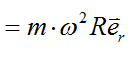 = m · ω² R e⃗ᵣ